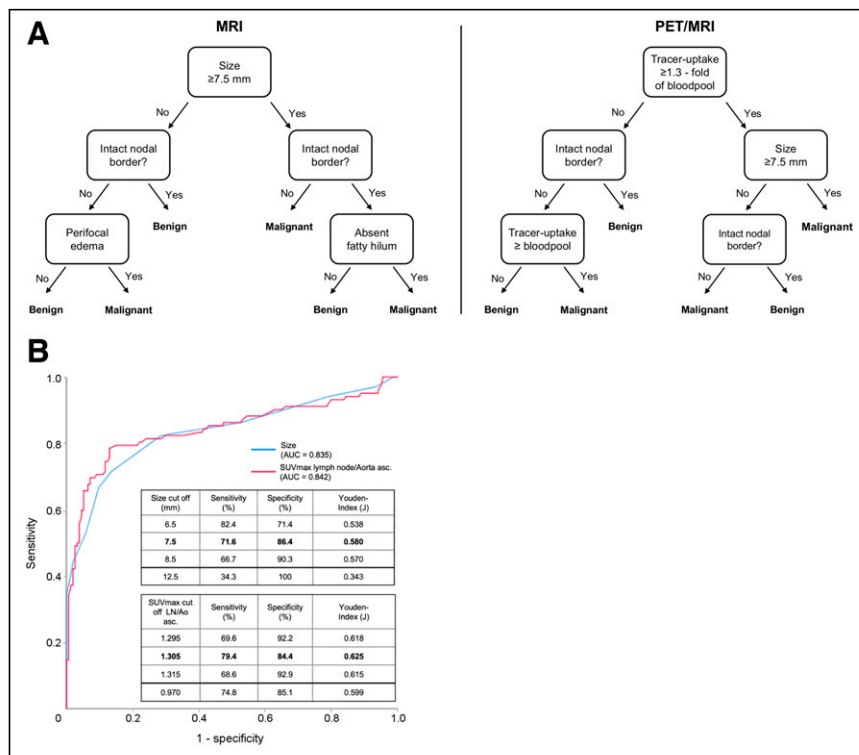 A
MRI
Size
≥7.5 mm
No
Yes
Intact nodal
border?
Intact nodal
border?
No
Yes
No
Yes
Perifocal
edema
Benign
Malignant
Absent
fatty hilum
No
Yes
No
Yes
Benign
Malignant
Benign
Malignant
PET/MRI
Tracer-uptake
≥1.3 - fold
of bloodpool
No
Yes
Intact nodal
border?
Size
≥7.5 mm
No
Yes
No
Yes
Tracer-uptake
≥ bloodpool
Benign
Intact nodal
border?
Malignant
No
Yes
No
Yes
Benign
Malignant
Malignant
Benign
B
1.0
0.8
0.6
0.4
0.2
0
Sensitivity
Size
(AUC = 0.835)
SUVmax lymph node/Aorta asc.
(AUC = 0.842)
Size cut off
(mm)
Sensitivity
(%)
Specificity
(%)
Youden-
Index (J)
6.5 82.4 71.4 0.538
7.5 71.6 86.4 0.580
8.5 66.7 90.3 0.570
12.5 34.3 100 0.343
SUVmax cut
off LN/Ao
asc.
Sensitivity
(%)
Specificity
(%)
Youden-
Index (J)
1.295 69.6 92.2 0.618
1.305 79.4 84.4 0.625
1.315 68.6 92.9 0.615
0.970 74.8 85.1 0.599
0.2 0.4 0.6 0.8 1.0
1 - specificity